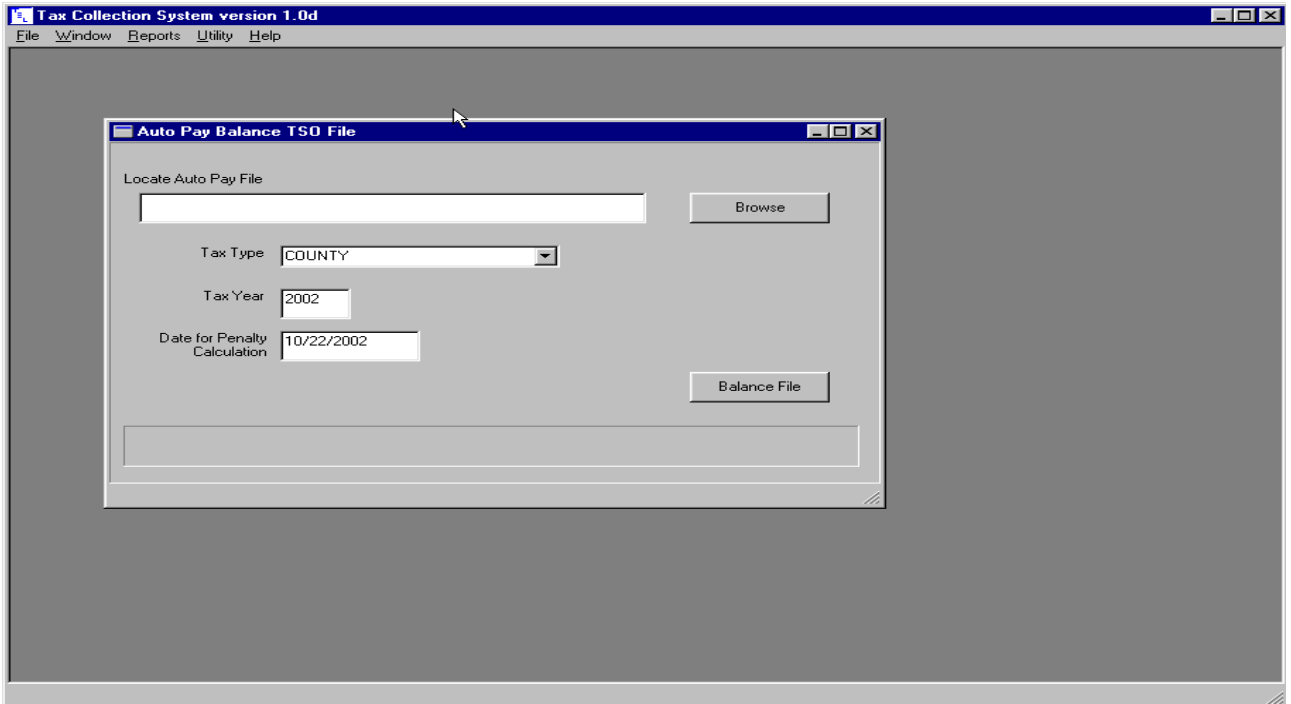 Tax Collection System version 1.0d
File Window Reports Utility Help
Auto Pay Balance TSO File
Locate Auto Pay File
Browse
Tax Type COUNTY
Tax Year 2002
Date for Penalty
Calculation 10/22/2002
Balance File